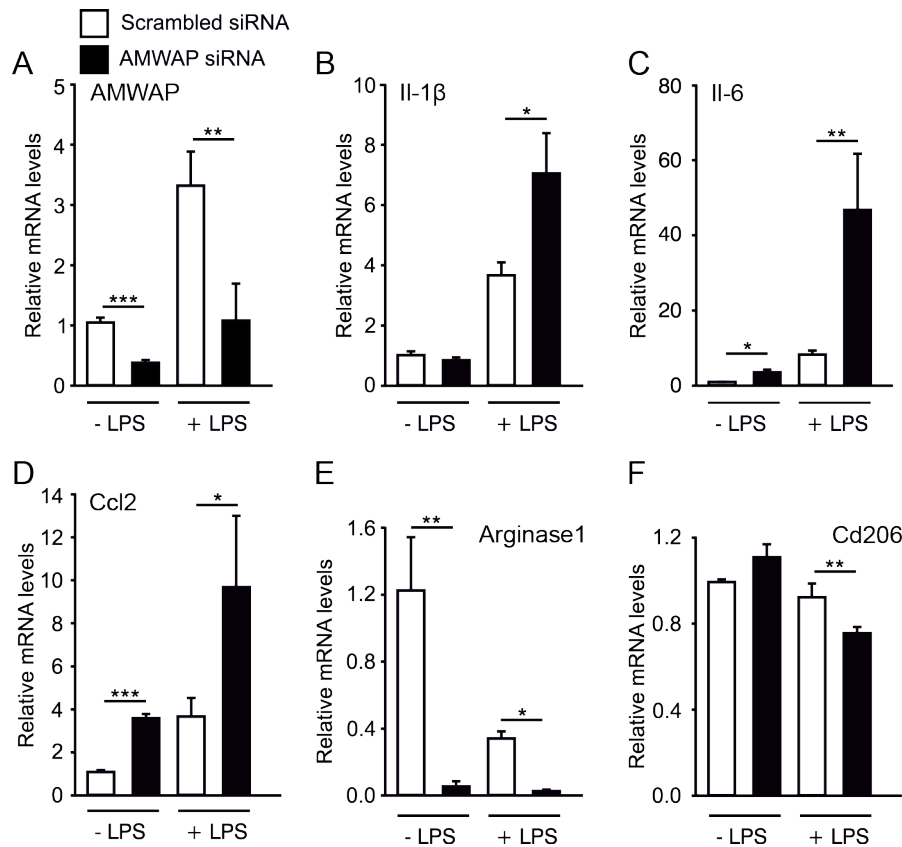 Scrambled siRNA
AMWAP siRNA
A
AMWAP
Relative mRNA levels
5
4
3
2
1
0
***
**
- LPS
+ LPS
B
Il-1β
Relative mRNA levels
10
8
6
4
2
0
*
- LPS
+ LPS
C
Il-6
Relative mRNA levels
80
60
40
20
0
*
**
- LPS
+ LPS
D
Ccl2
Relative mRNA levels
14
12
10
8
6
4
2
0
***
*
- LPS
+ LPS
E
Arginase1
Relative mRNA levels
1.6
1.2
0.8
0.4
0.0
**
*
- LPS
+ LPS
F
Cd206
Relative mRNA levels
1.2
0.8
0.4
0.0
**
- LPS
+ LPS